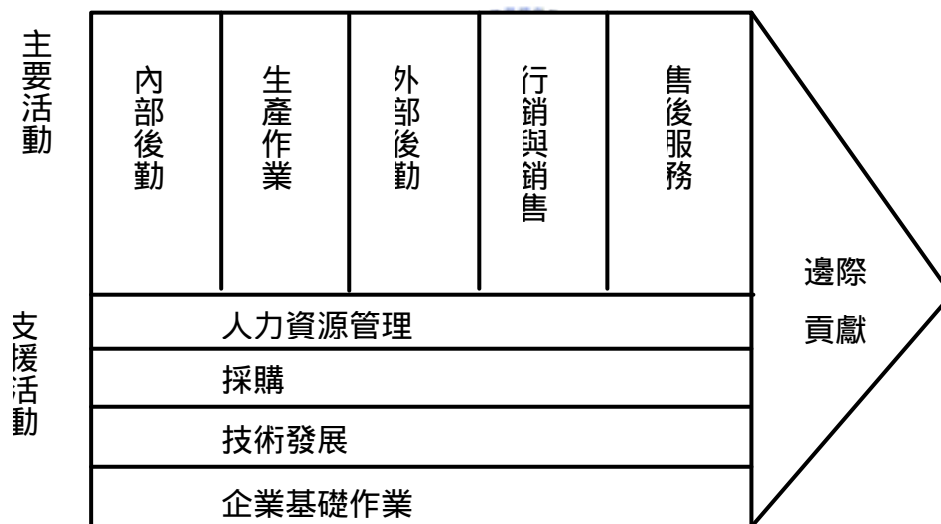 主要活動
內部後勤
生產作業
外部後勤
行銷與銷售
售後服務
邊際
貢獻
支援活動
人力資源管理
採購
技術發展
企業基礎作業